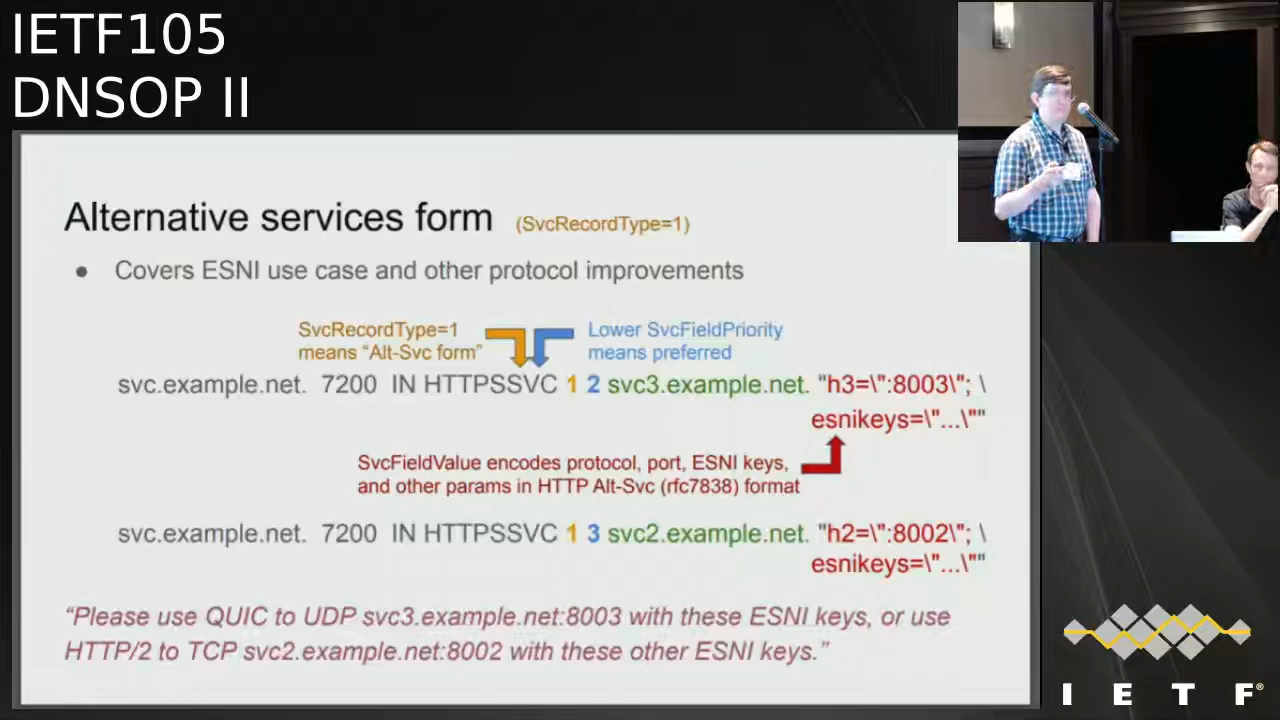 IETF105
DNSOP II
Alternative services form (SvcRecordType=1)
● Covers ESNI use case and other protocol improvements
SvcRecordType=1
means “Alt-Svc form”
Lower SvcFieldPriority
means preferred
svc.example.net. 7200 IN HTTPSSVC 1 2 svc3.example.net. "h3=\":8003\"; \
esnikeys=\"...\""
SvcFieldValue encodes protocol, port, ESNI keys,
and other params in HTTP Alt-Svc (rfc7838) format
svc.example.net. 7200 IN HTTPSSVC 1 3 svc2.example.net. "h2=\":8002\"; \
esnikeys=\"...\""
“Please use QUIC to UDP svc3.example.net:8003 with these ESNI keys, or use
HTTP/2 to TCP svc2.example.net:8002 with these other ESNI keys.”
I E T F®